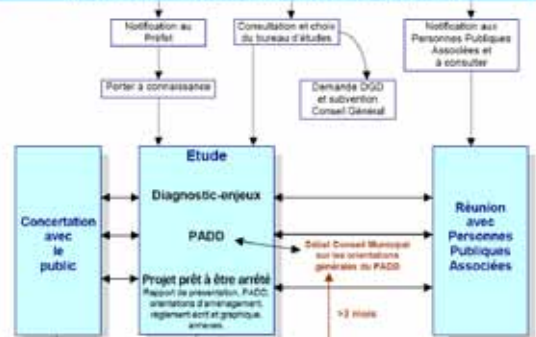 Notification au
Préfet
Consultation et choix
du bureau d'études
Notification aux
Personnes Publiques
Associées et
à consulter
Porter à connaissance
Demande DGD
et subvention
Conseil Général
Etude
Diagnostic-enjeux
PADD
Projet prêt à être arrêté
Rapport de présentation, PADD,
orientations d'aménagement,
règlement écrit et graphique,
annexes.
Concertation
avec
le
public
Débat Conseil Municipal
sur les orientations
générales du PADD
>2 mois
Réunion
avec
Personnes
Publiques
Associées